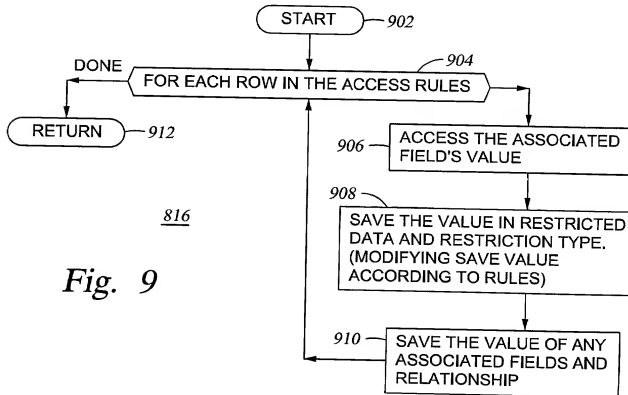 START
902
904
DONE
FOR EACH ROW IN THE ACCESS RULES
RETURN
912
906
ACCESS THE ASSOCIATED
FIELD'S VALUE
908
816
SAVE THE VALUE IN RESTRICTED
DATA AND RESTRICTION TYPE.
(MODIFYING SAVE VALUE
ACCORDING TO RULES)
Fig. 9
910
SAVE THE VALUE OF ANY
ASSOCIATED FIELDS AND
RELATIONSHIP